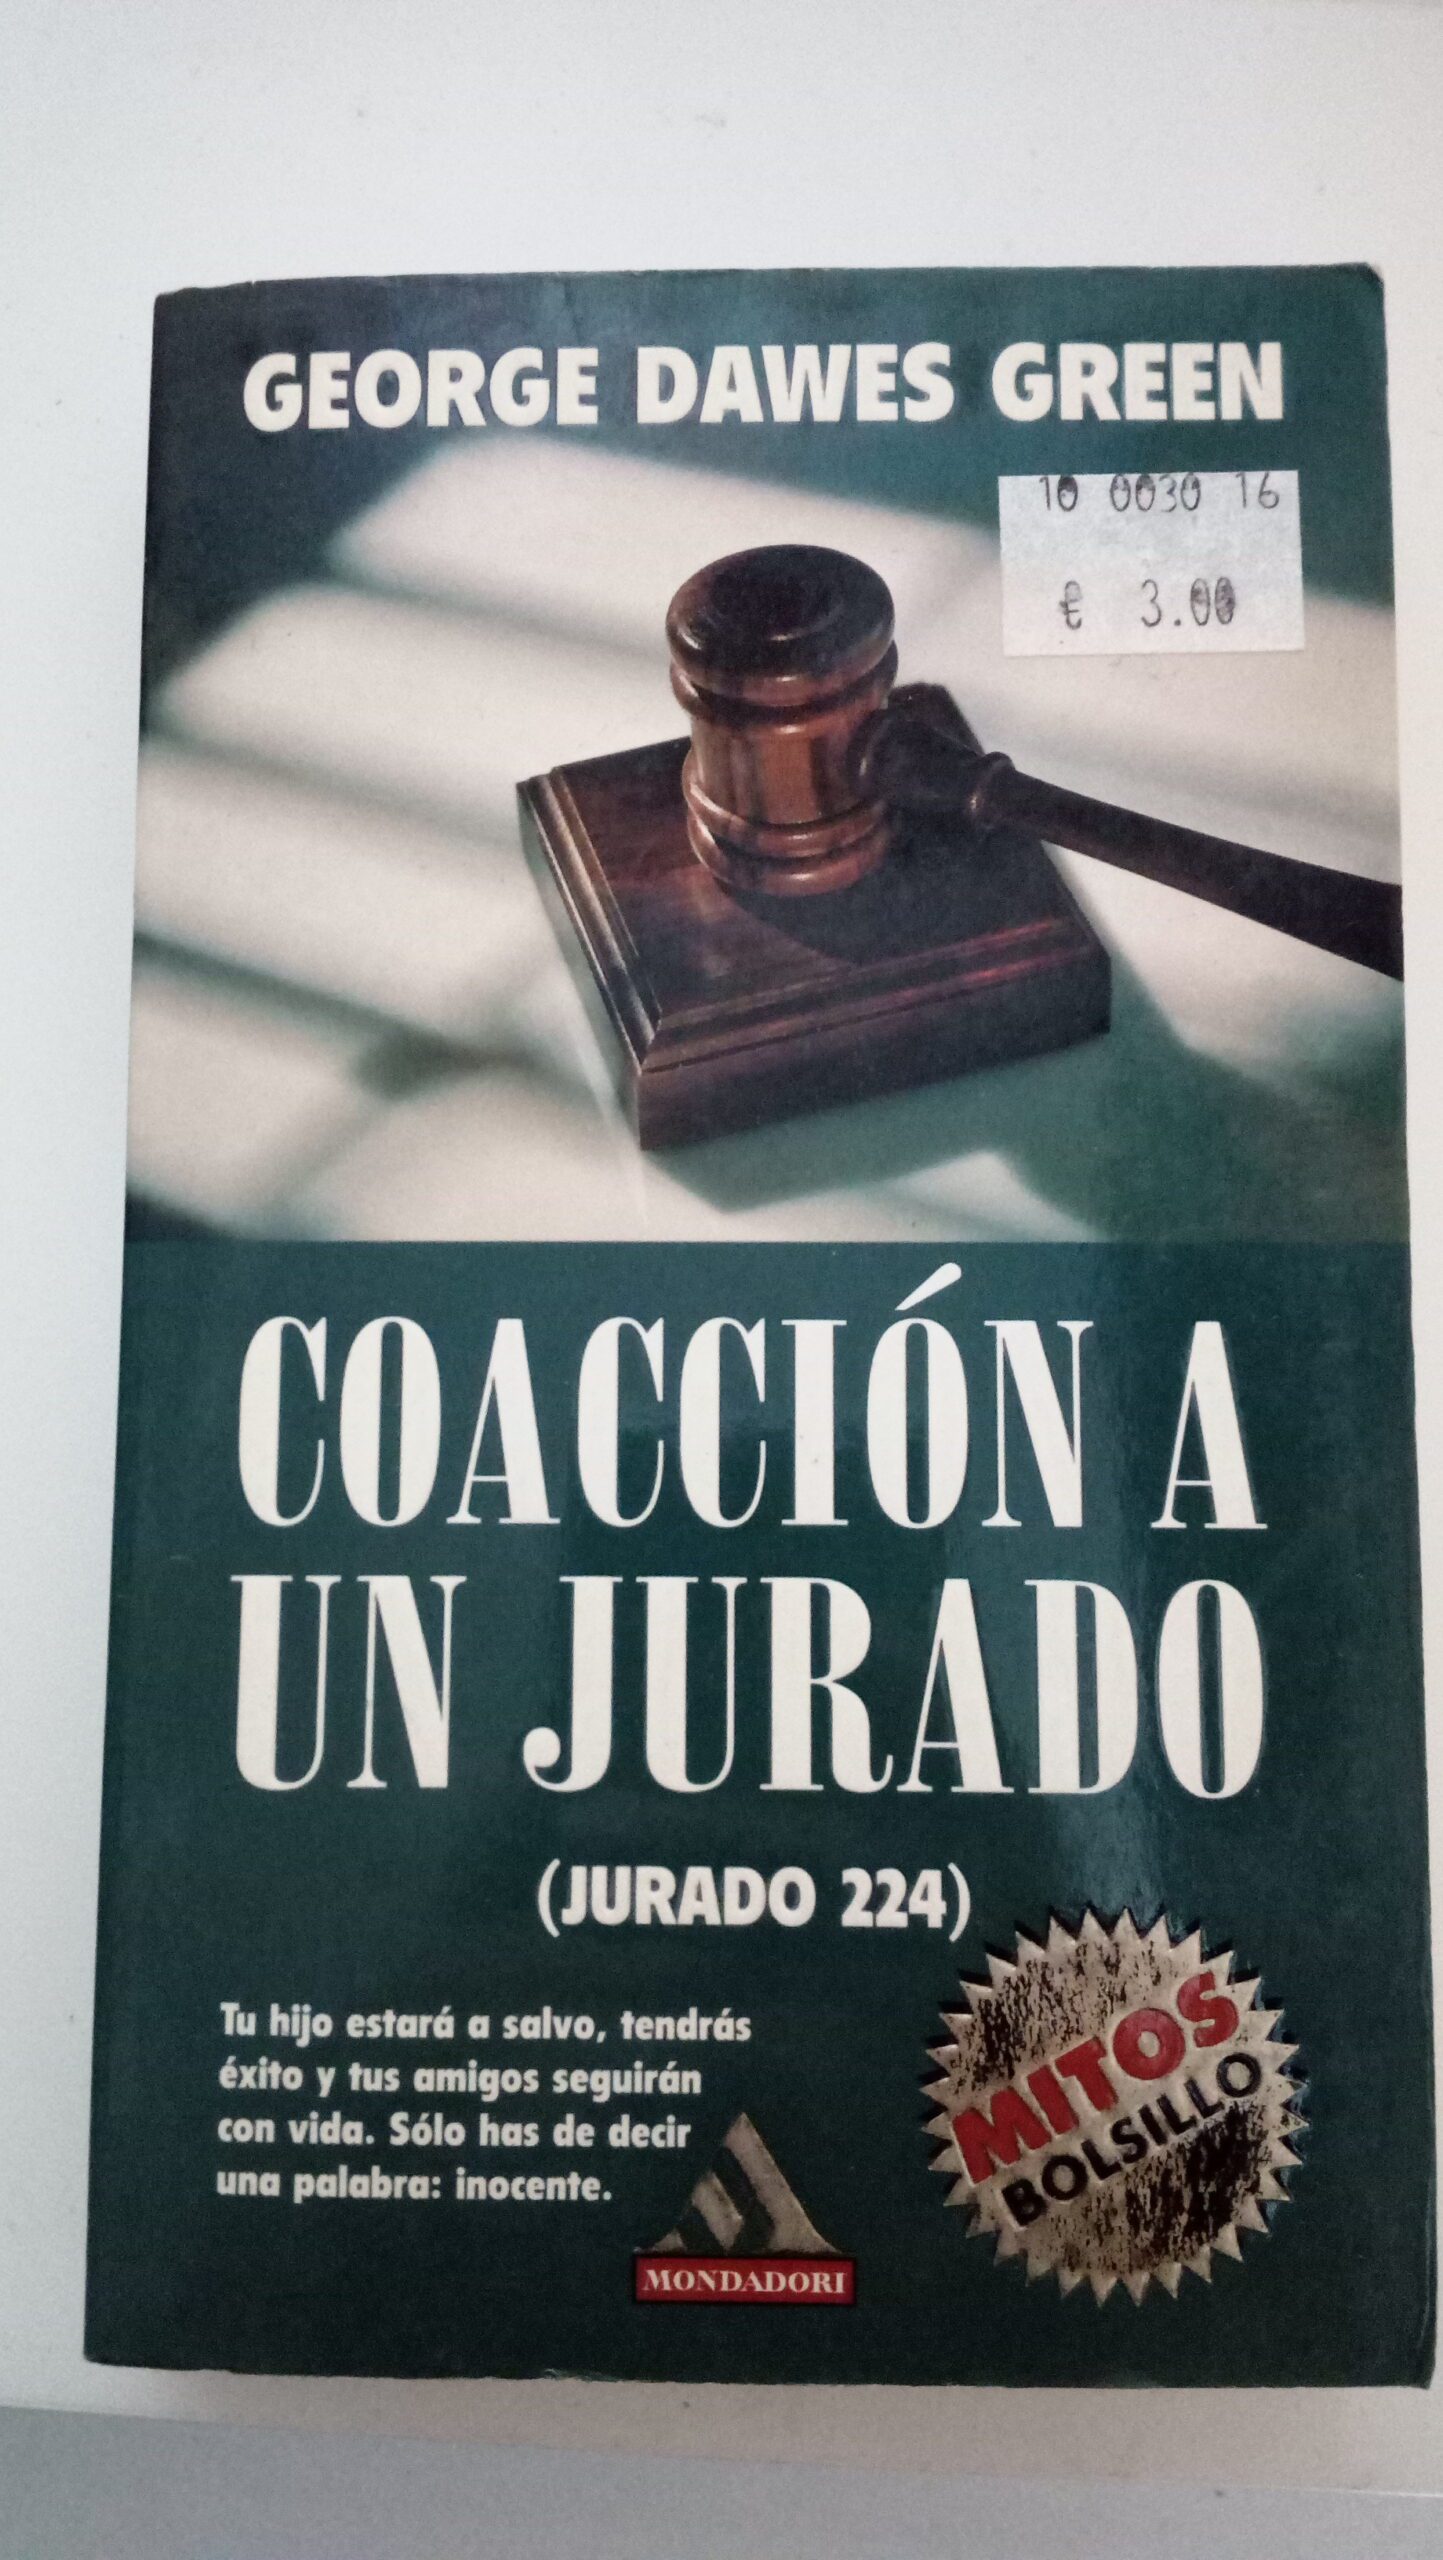 GEORGE DAWES GREEN
10 0030 16
€ 3.00
COACCIÓN A
UN JURADO
(JURADO 224)
Tu hijo estará a salvo, tendrás
éxito y tus amigos seguirán
con vida. Sólo has de decir
una palabra: inocente.
MITOS
BOLSILLO
MONDADORI